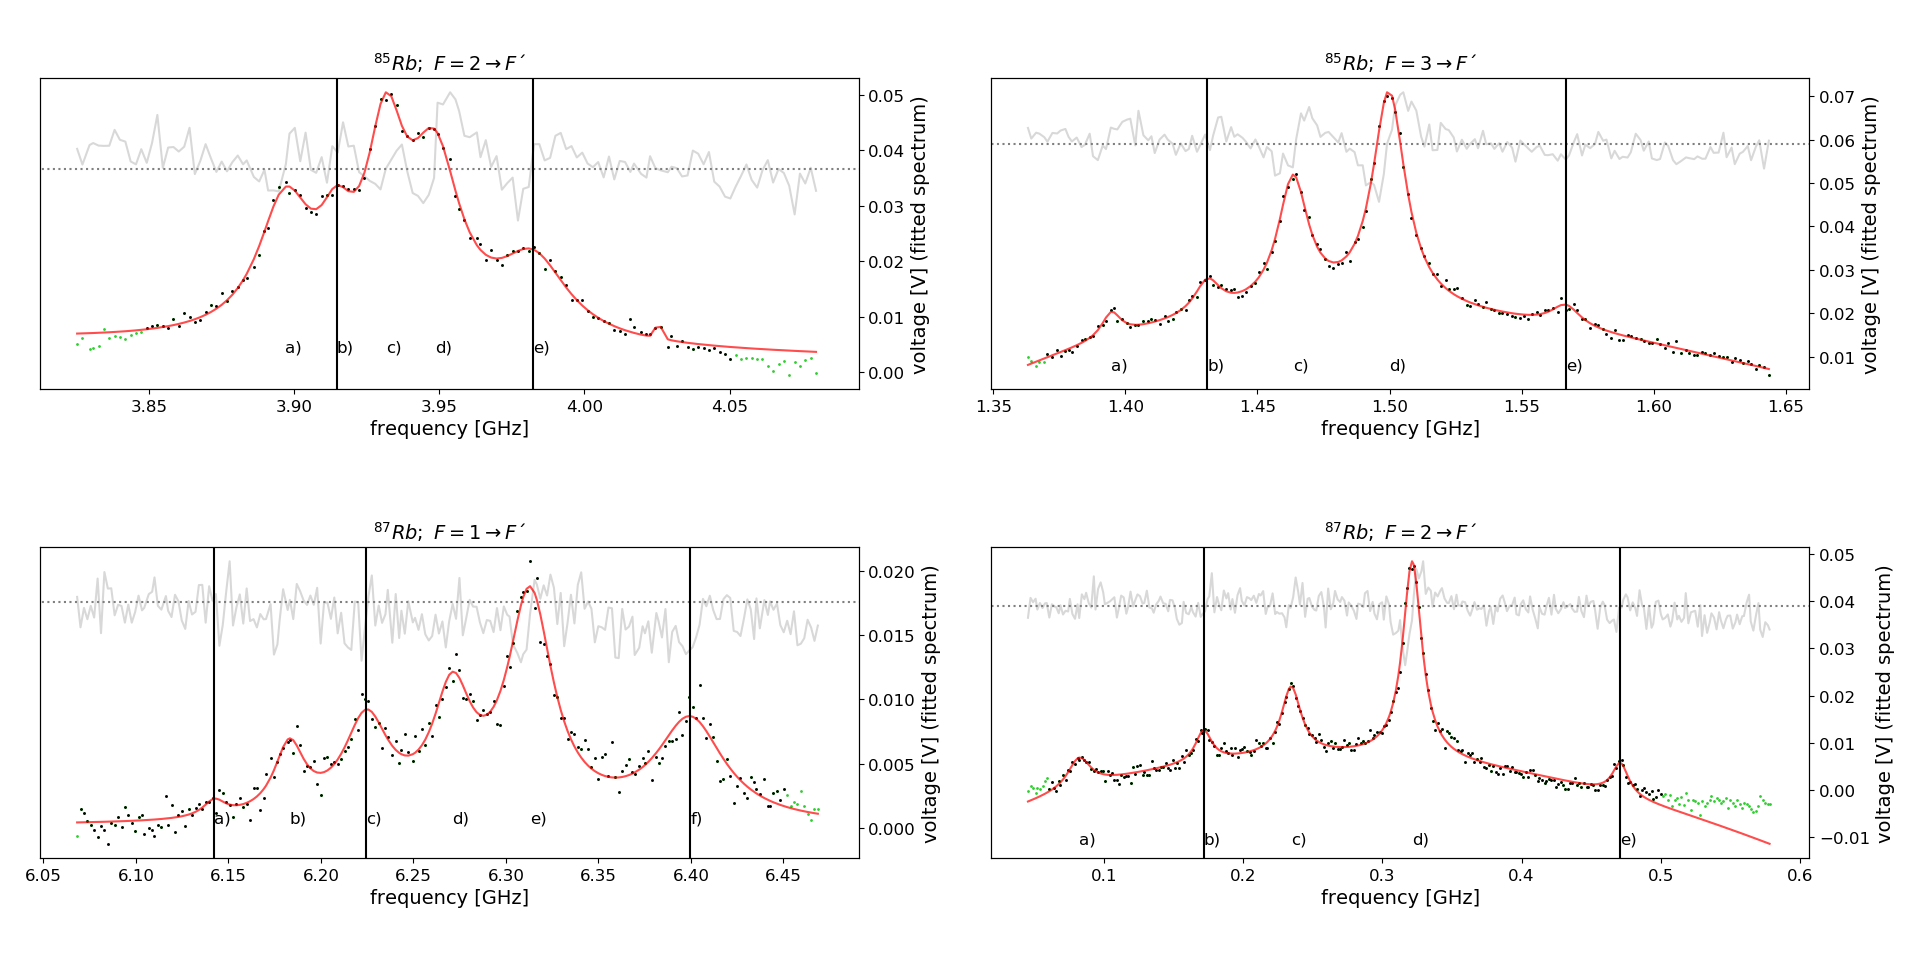 ⁸⁵Rb; F = 2 → F´
0.05
0.04
0.03
0.02
0.01
0.00
voltage [V] (fitted spectrum)
a) b) c) d) e)
3.85 3.90 3.95 4.00 4.05
frequency [GHz]
⁸⁵Rb; F = 3 → F´
0.07
0.06
0.05
0.04
0.03
0.02
0.01
voltage [V] (fitted spectrum)
a) b) c) d) e)
1.35 1.40 1.45 1.50 1.55 1.60 1.65
frequency [GHz]
⁸⁷Rb; F = 1 → F´
0.020
0.015
0.010
0.005
0.000
voltage [V] (fitted spectrum)
a) b) c) d) e) f)
6.05 6.10 6.15 6.20 6.25 6.30 6.35 6.40 6.45
frequency [GHz]
⁸⁷Rb; F = 2 → F´
0.05
0.04
0.03
0.02
0.01
0.00
−0.01
voltage [V] (fitted spectrum)
a) b) c) d) e)
0.1 0.2 0.3 0.4 0.5 0.6
frequency [GHz]